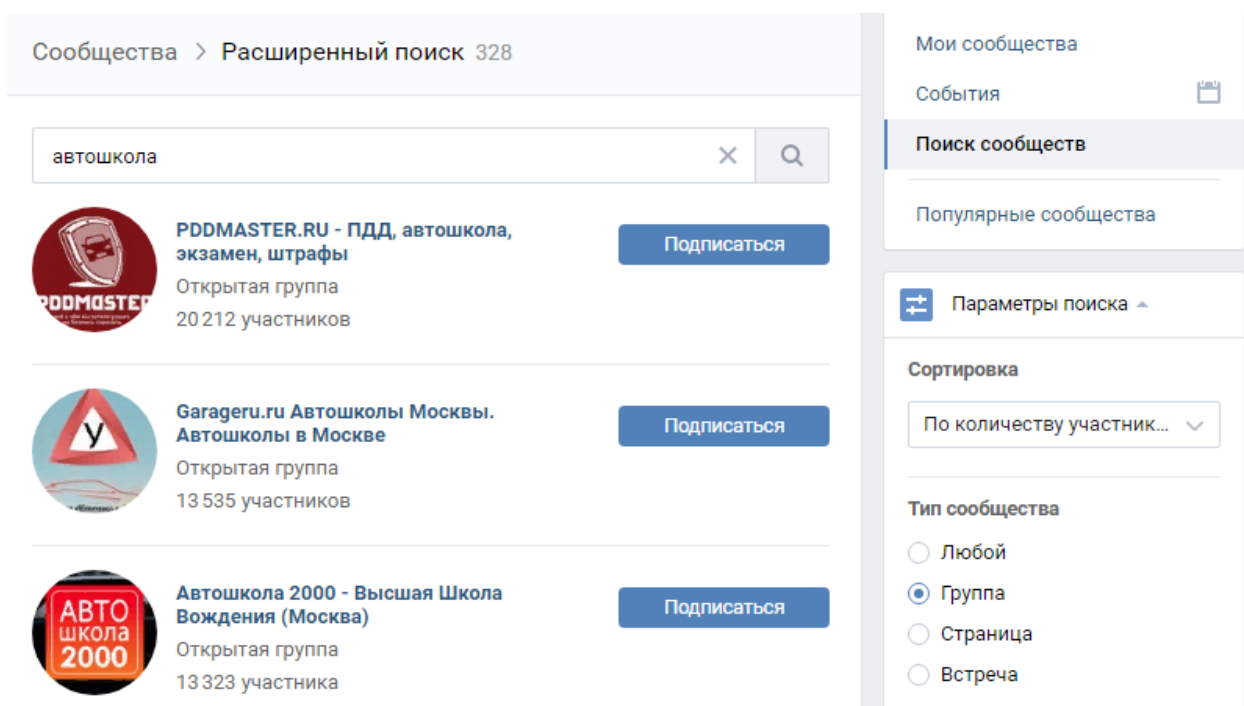 Сообщества > Расширенный поиск 328
автошкола
PDDMASTER.RU - ПДД, автошкола,
экзамен, штрафы
Открытая группа
20 212 участников
Подписаться
PDDMASTER
Garageru.ru Автошколы Москвы.
Автошколы в Москве
Открытая группа
13 535 участников
Подписаться
У
Автошкола 2000 - Высшая Школа
Вождения (Москва)
Открытая группа
13 323 участника
Подписаться
АВТО
школа
2000
Мои сообщества
События
Поиск сообществ
Популярные сообщества
Параметры поиска
Сортировка
По количеству участник...
Тип сообщества
Любой
Группа
Страница
Встреча